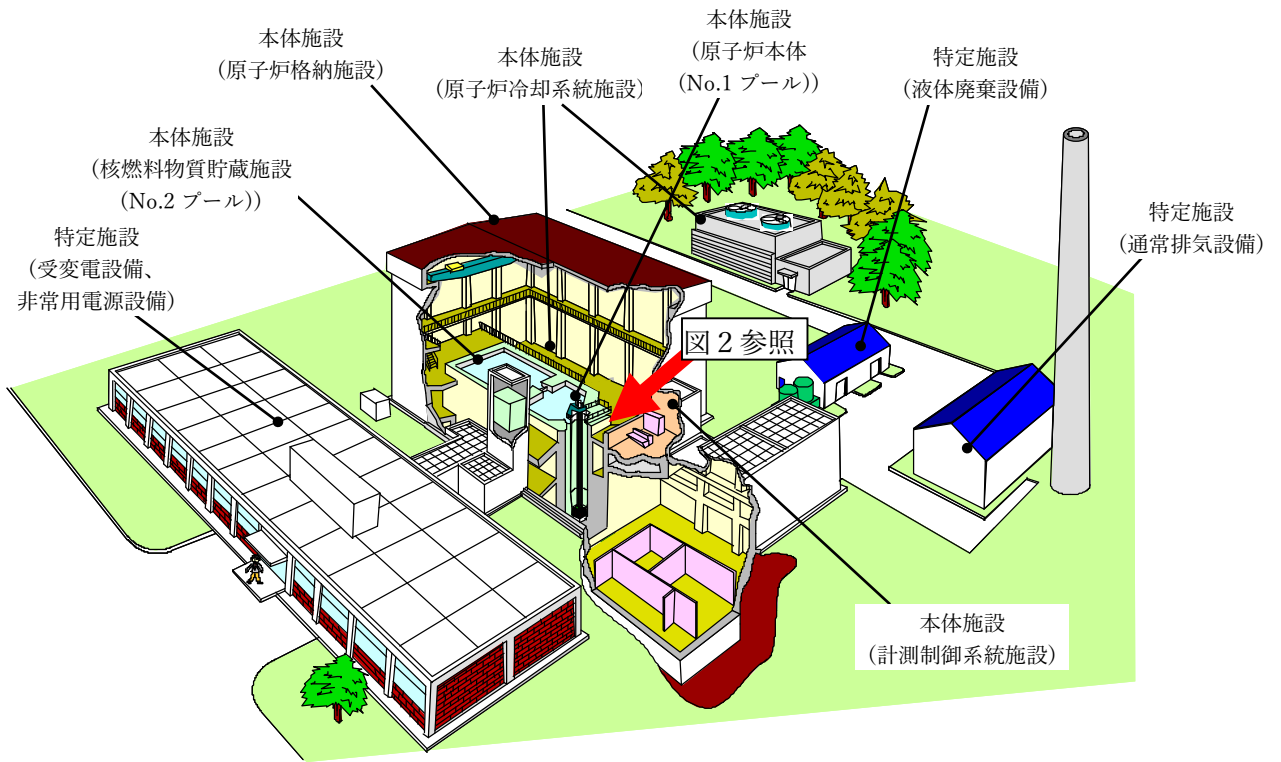 本体施設
(原子炉格納施設)
本体施設
(原子炉冷却系統施設)
本体施設
(原子炉本体
(No.1 プール))
特定施設
(液体廃棄設備)
本体施設
(核燃料物質貯蔵施設
(No.2 プール))
特定施設
(通常排気設備)
特定施設
(受変電設備、
非常用電源設備)
図２参照
本体施設
(計測制御系統施設)